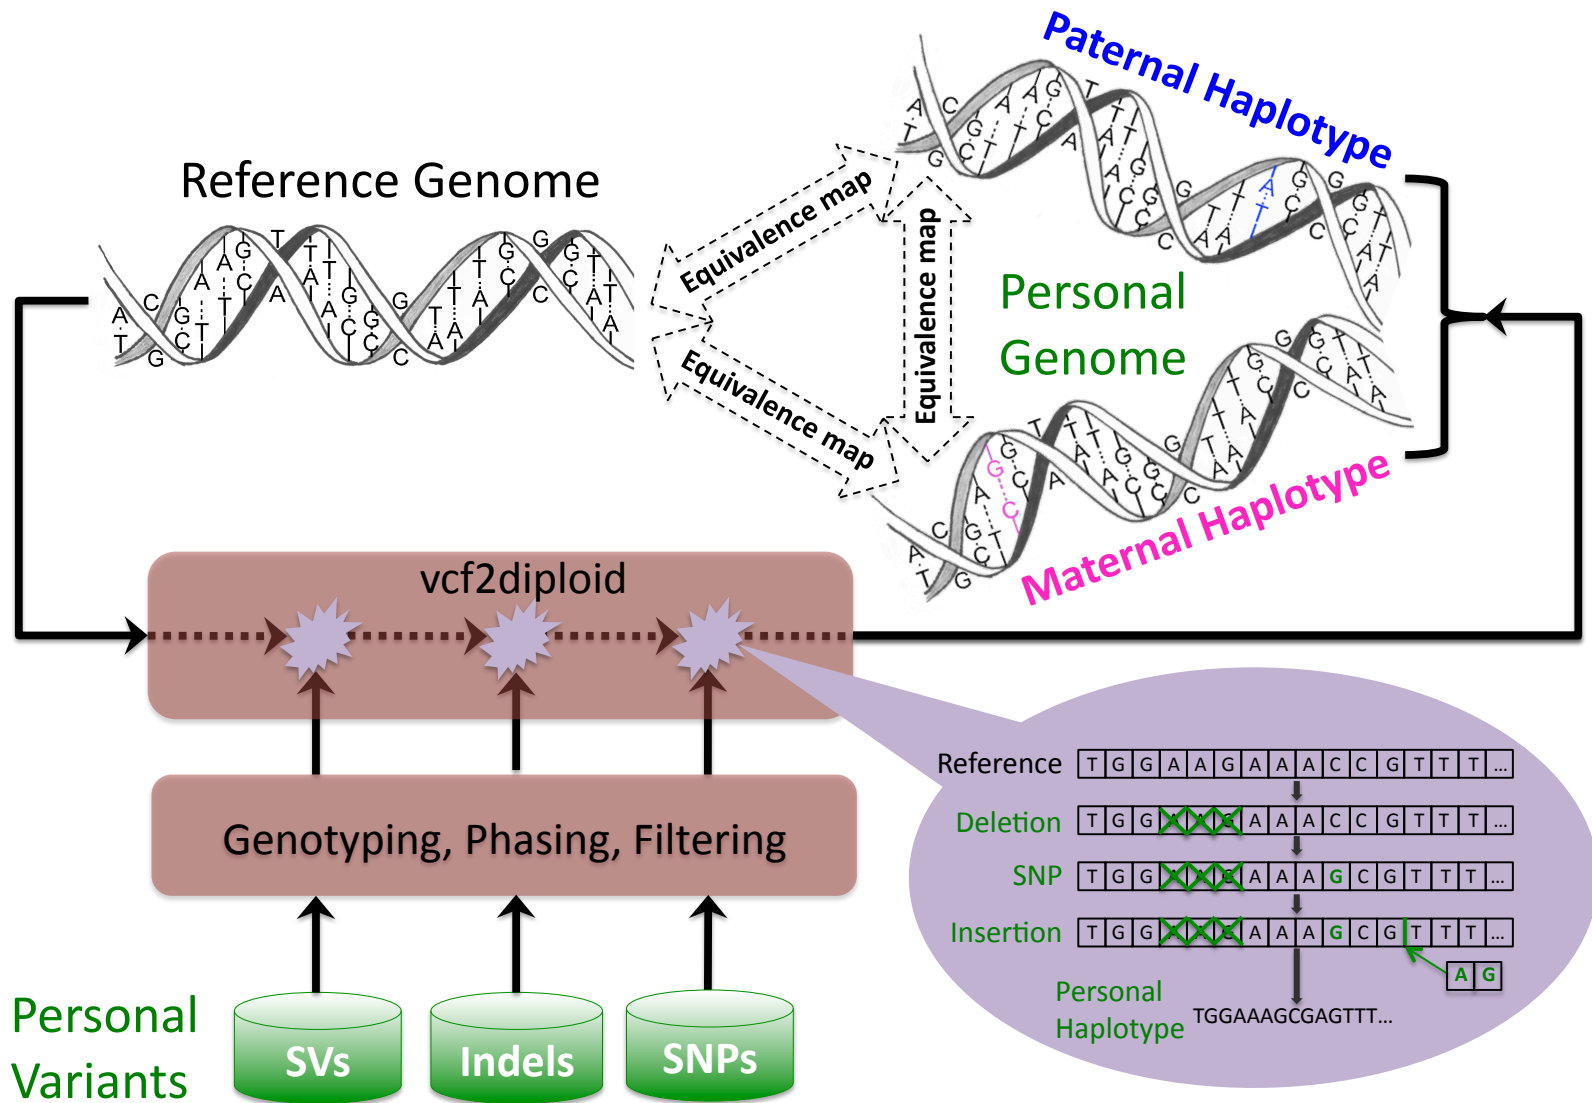 Paternal Haplotype
Reference Genome
Equivalence map
Equivalence map
Equivalence map
Personal
Genome
Maternal Haplotype
vcf2diploid
Genotyping, Phasing, Filtering
Personal
Variants
SVs
Indels
SNPs
Reference T G G A A G A A A C C G T T T ...
Deletion T G G A A G A A A C C G T T T ...
SNP T G G A A G A A A G C G T T T ...
Insertion T G G A A G A A A G C G T T T ...
A G
Personal
Haplotype
TGGAAAGCGAGTTT...